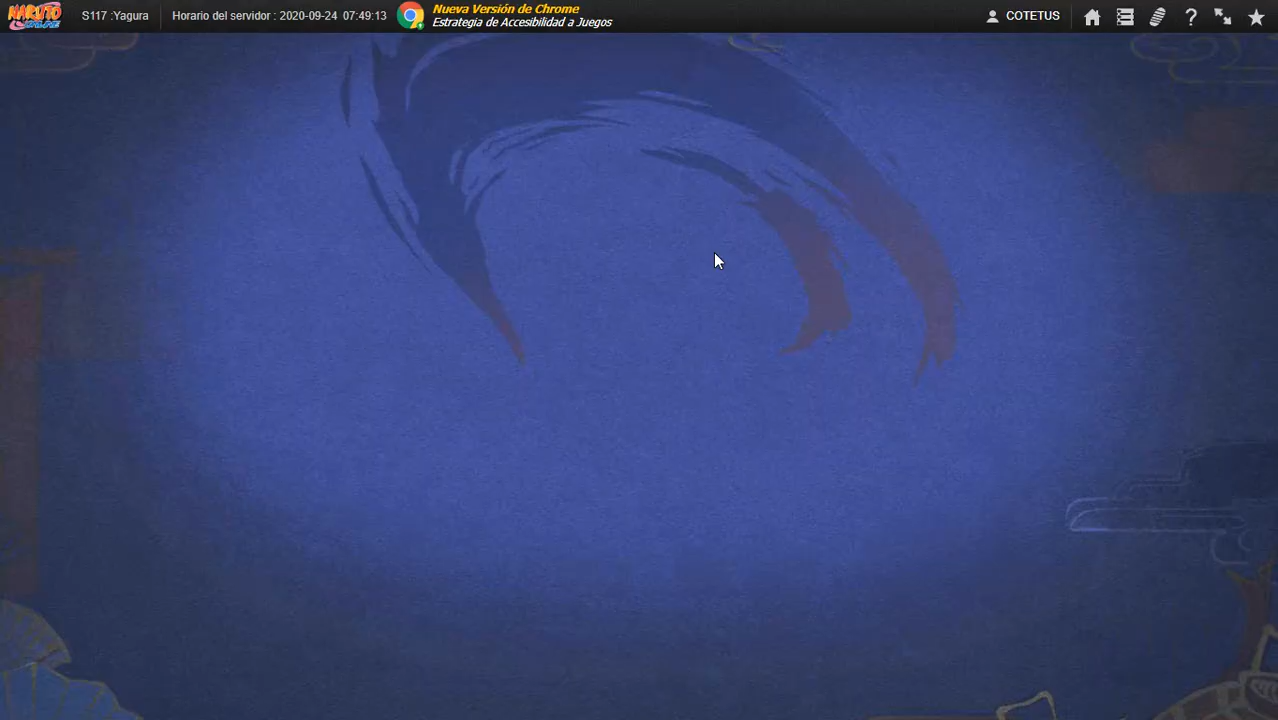 NARUTO ONLINE
S117 :Yagura
Horario del servidor : 2020-09-24 07:49:13
Nueva Versión de Chrome
Estrategia de Accesibilidad a Juegos
COTETUS